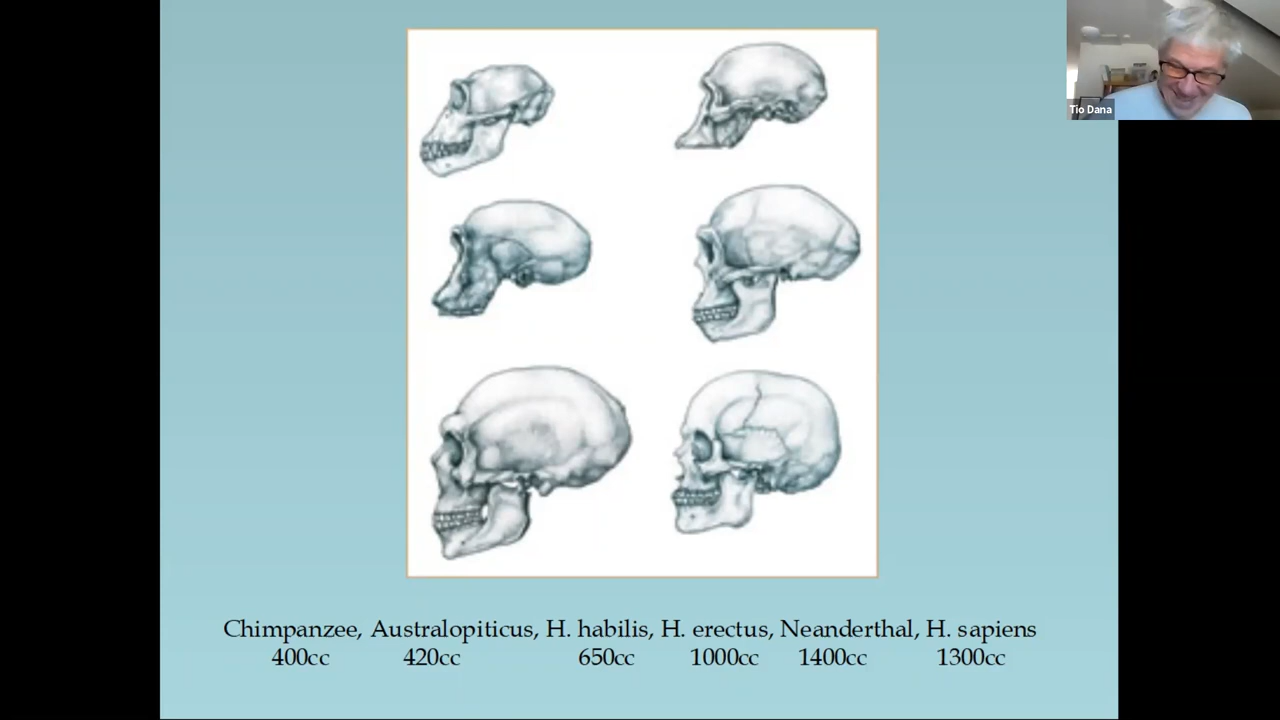 Tio Dana
Chimpanzee, Australopiticus, H. habilis, H. erectus, Neanderthal, H. sapiens
400cc 420cc 650cc 1000cc 1400cc 1300cc